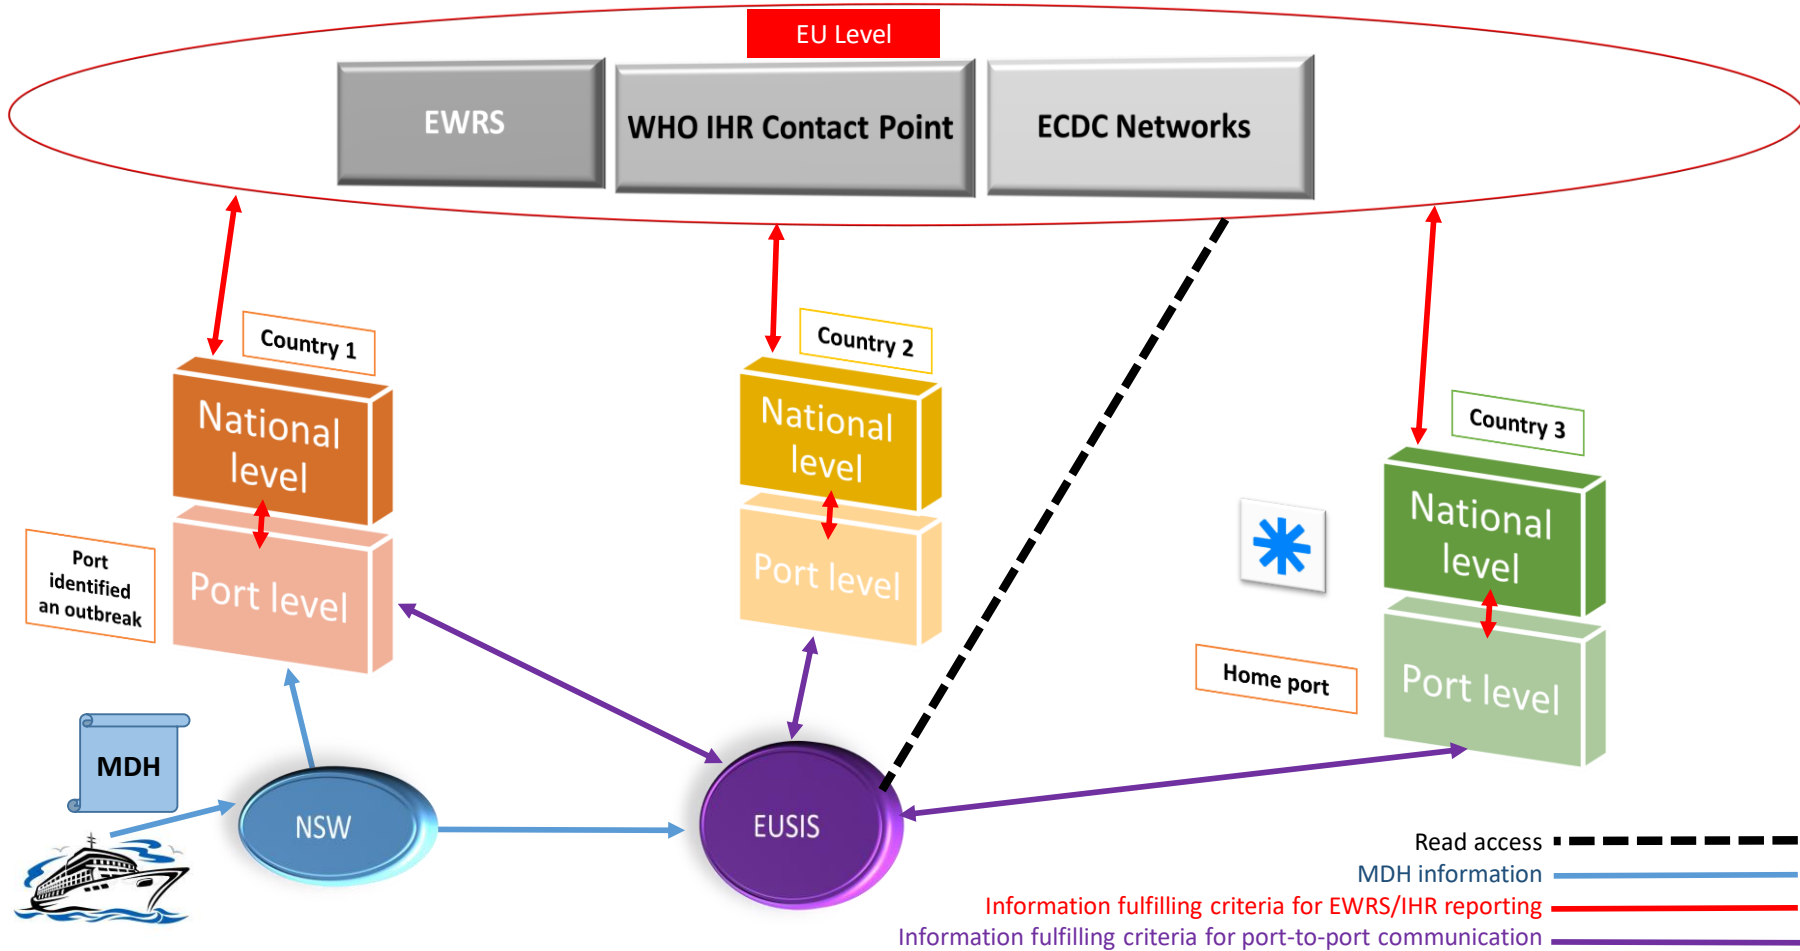 EU Level
EWRS
WHO IHR Contact Point
ECDC Networks
Country 1
National
level
Port
identified
an outbreak
Port level
Country 2
National
level
Port level
Country 3
National
level
Home port
Port level
MDH
NSW
EUSIS
Read access
MDH information
Information fulfilling criteria for EWRS/IHR reporting
Information fulfilling criteria for port-to-port communication